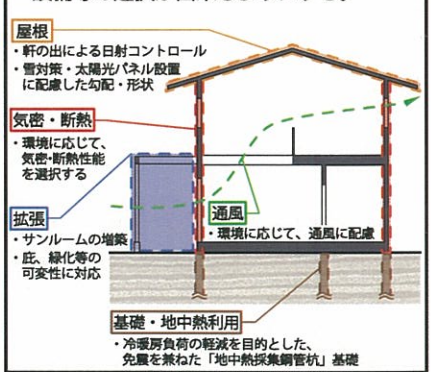 屋根
・軒の出による日射コントロール
・雪対策・太陽光パネル設置
に配慮した勾配・形状
気密・断熱
・環境に応じて、
気密・断熱性能
を選択する
拡張
・サンルームの増築
・庇、緑化等の
可変性に対応
通風
・環境に応じて、通風に配慮
基礎・地中熱利用
・冷暖房負荷の軽減を目的とした、
免震を兼ねた「地中熱採集鋼管杭」基礎